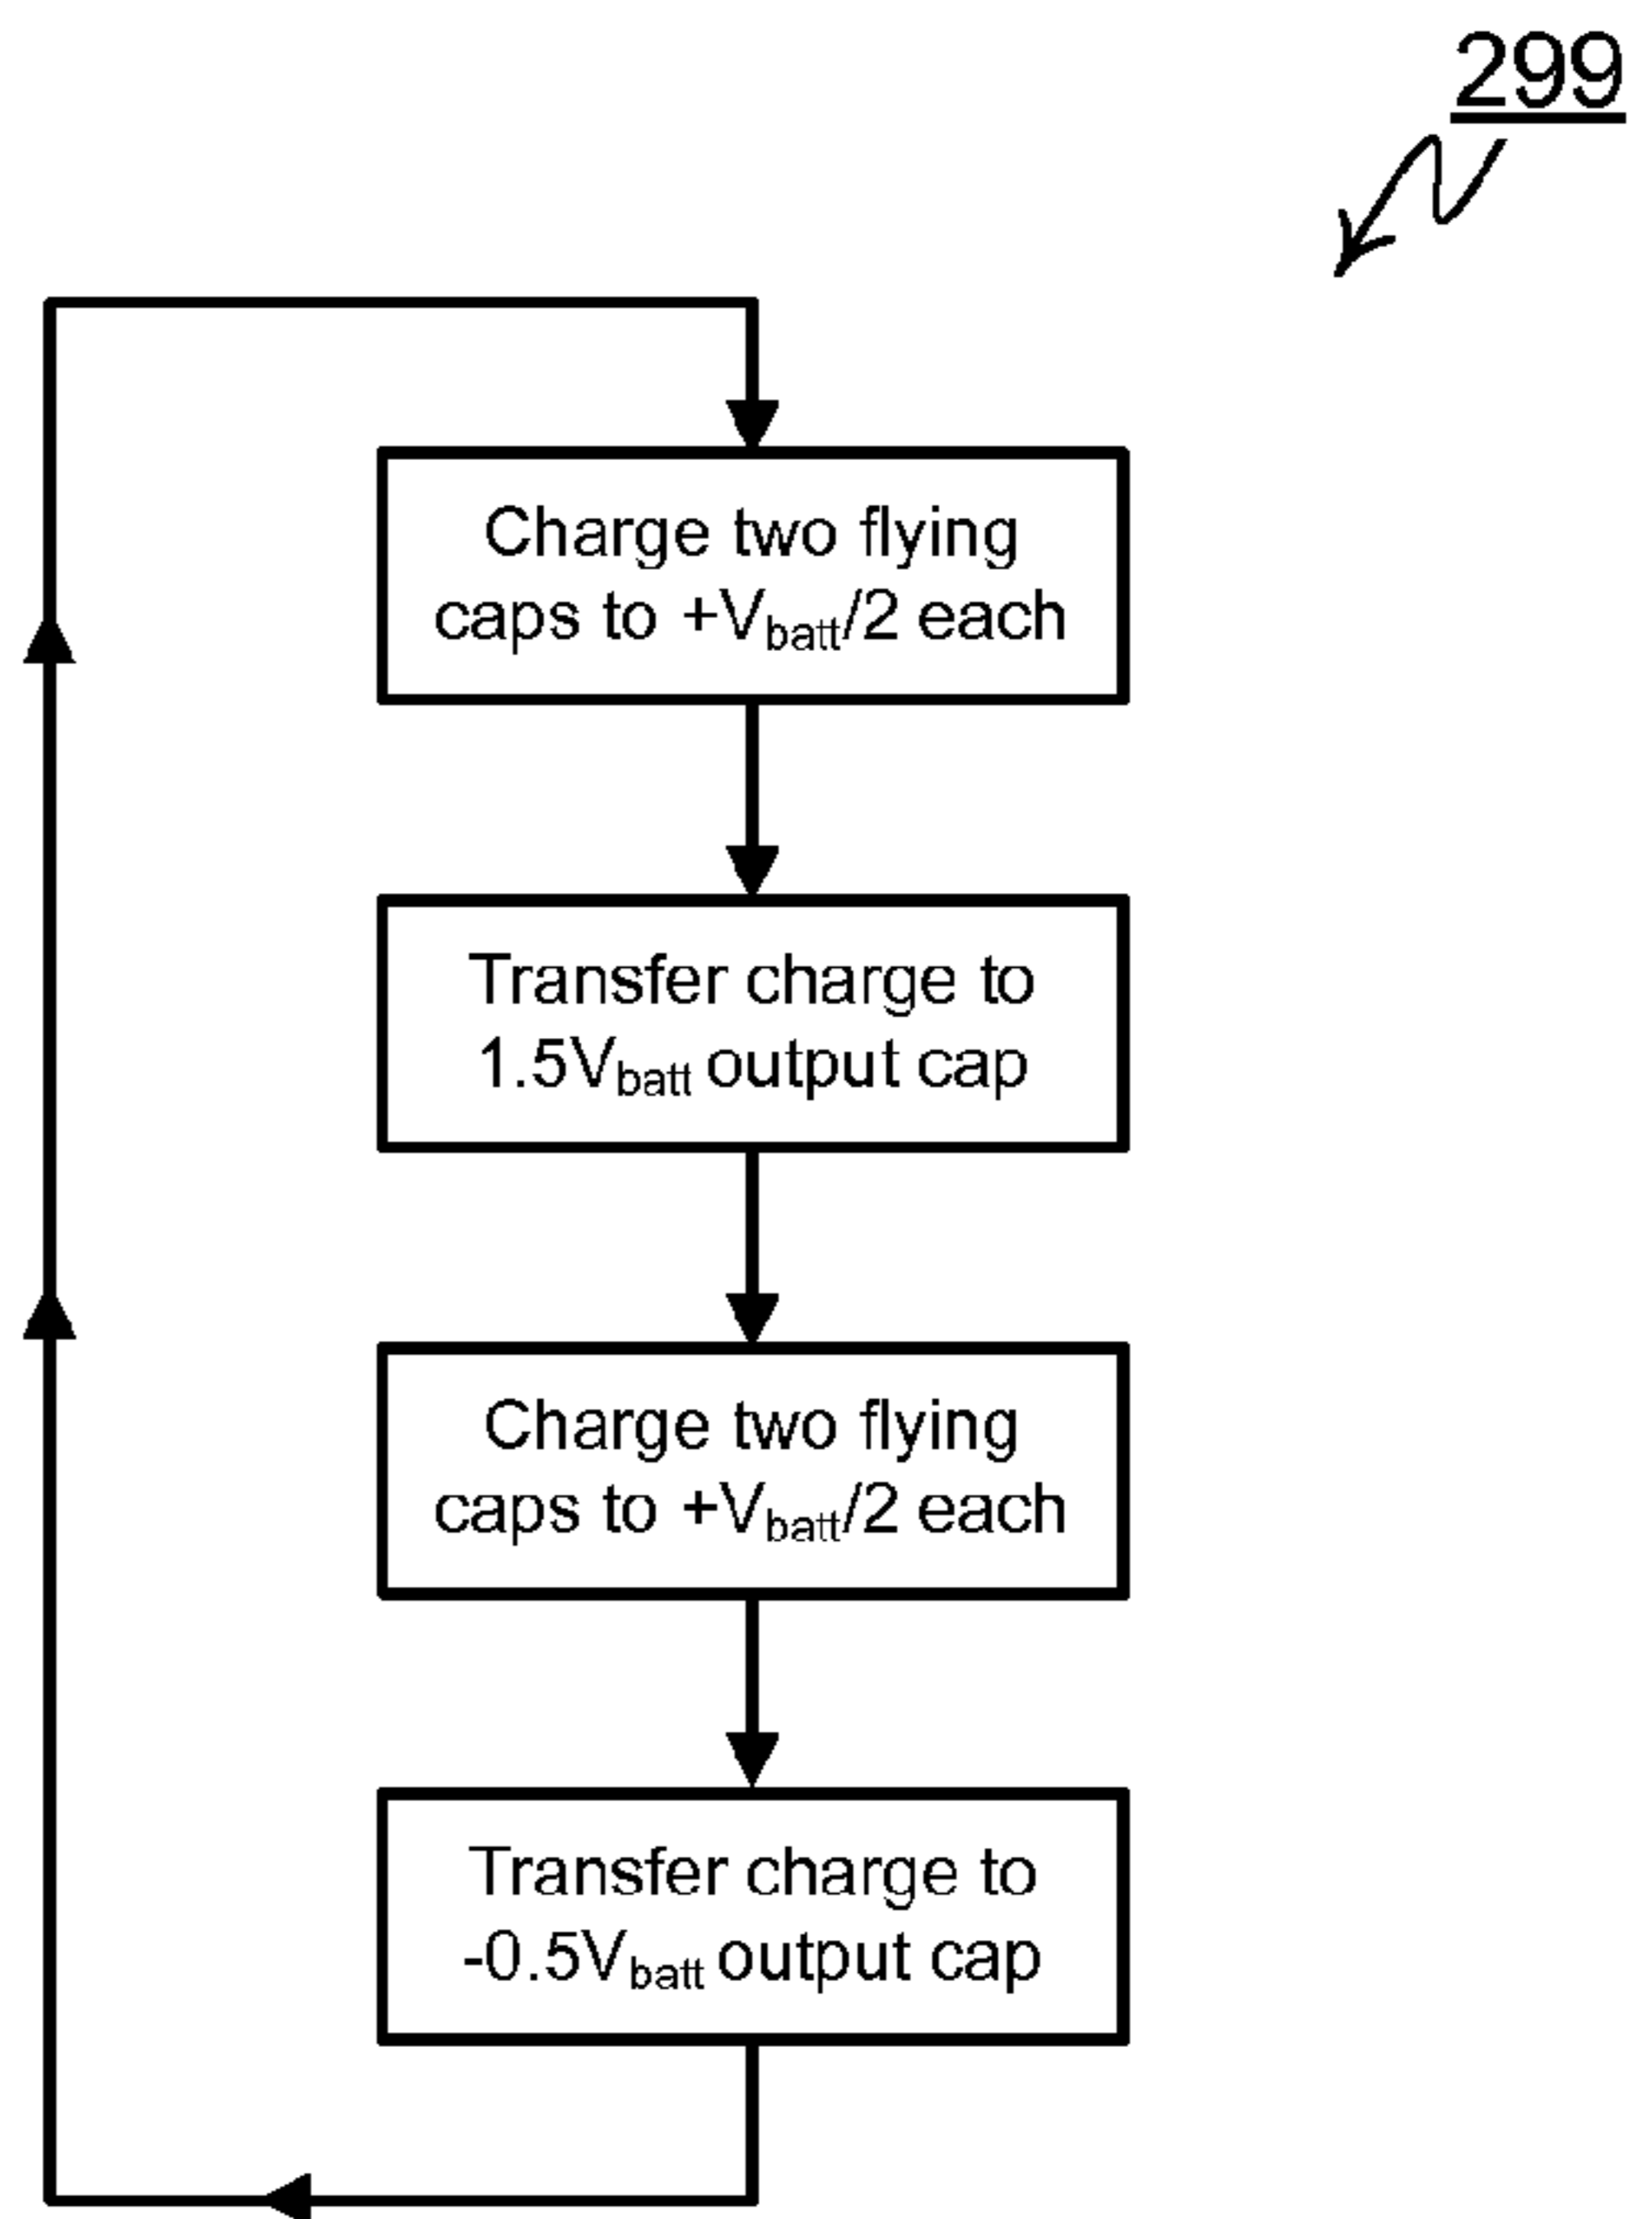 299
Charge two flying
caps to +Vbatt/2 each
Transfer charge to
1.5Vbatt output cap
Charge two flying
caps to +Vbatt/2 each
Transfer charge to
-0.5Vbatt output cap